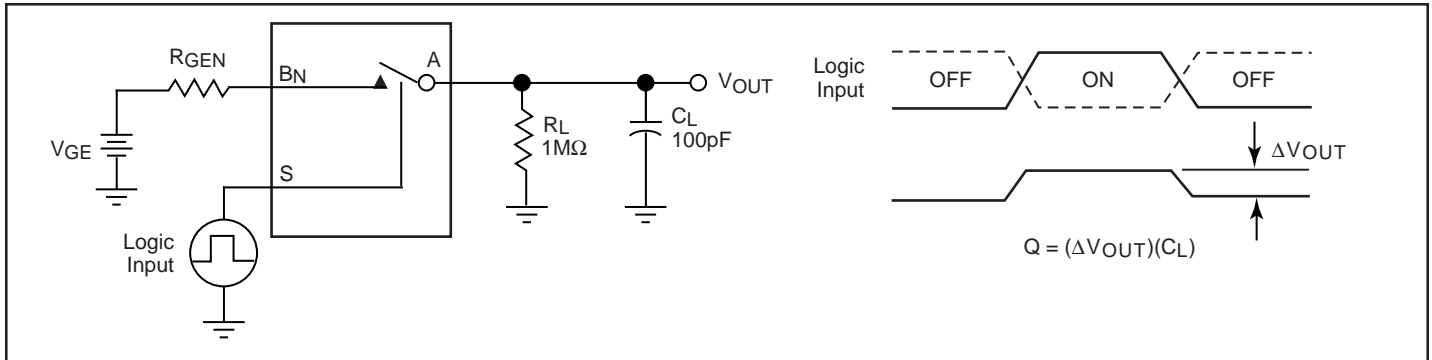 RGEN
BN
A
VOUT
VGE
RL
1MΩ
CL
100pF
S
Logic
Input
Logic
Input
OFF
ON
OFF
ΔVOUT
Q = (ΔVOUT)(CL)